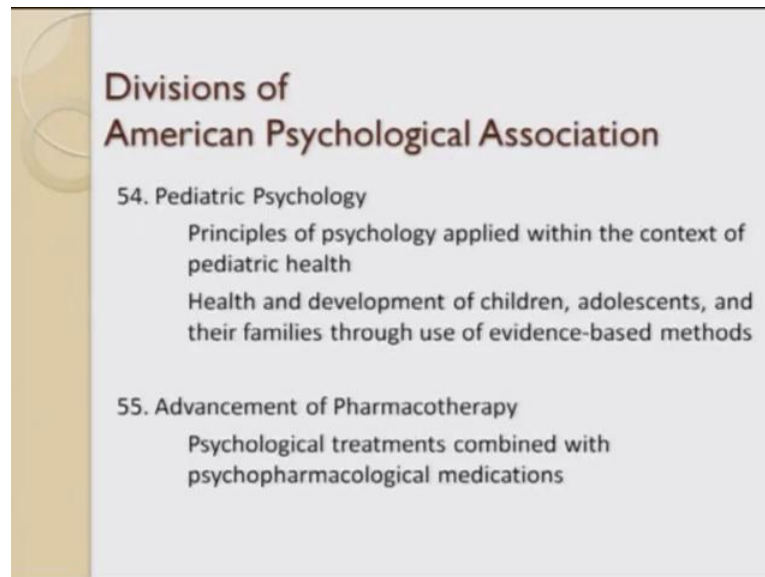 Divisions of
American Psychological Association
54. Pediatric Psychology
Principles of psychology applied within the context of
pediatric health
Health and development of children, adolescents, and
their families through use of evidence-based methods
55. Advancement of Pharmacotherapy
Psychological treatments combined with
psychopharmacological medications